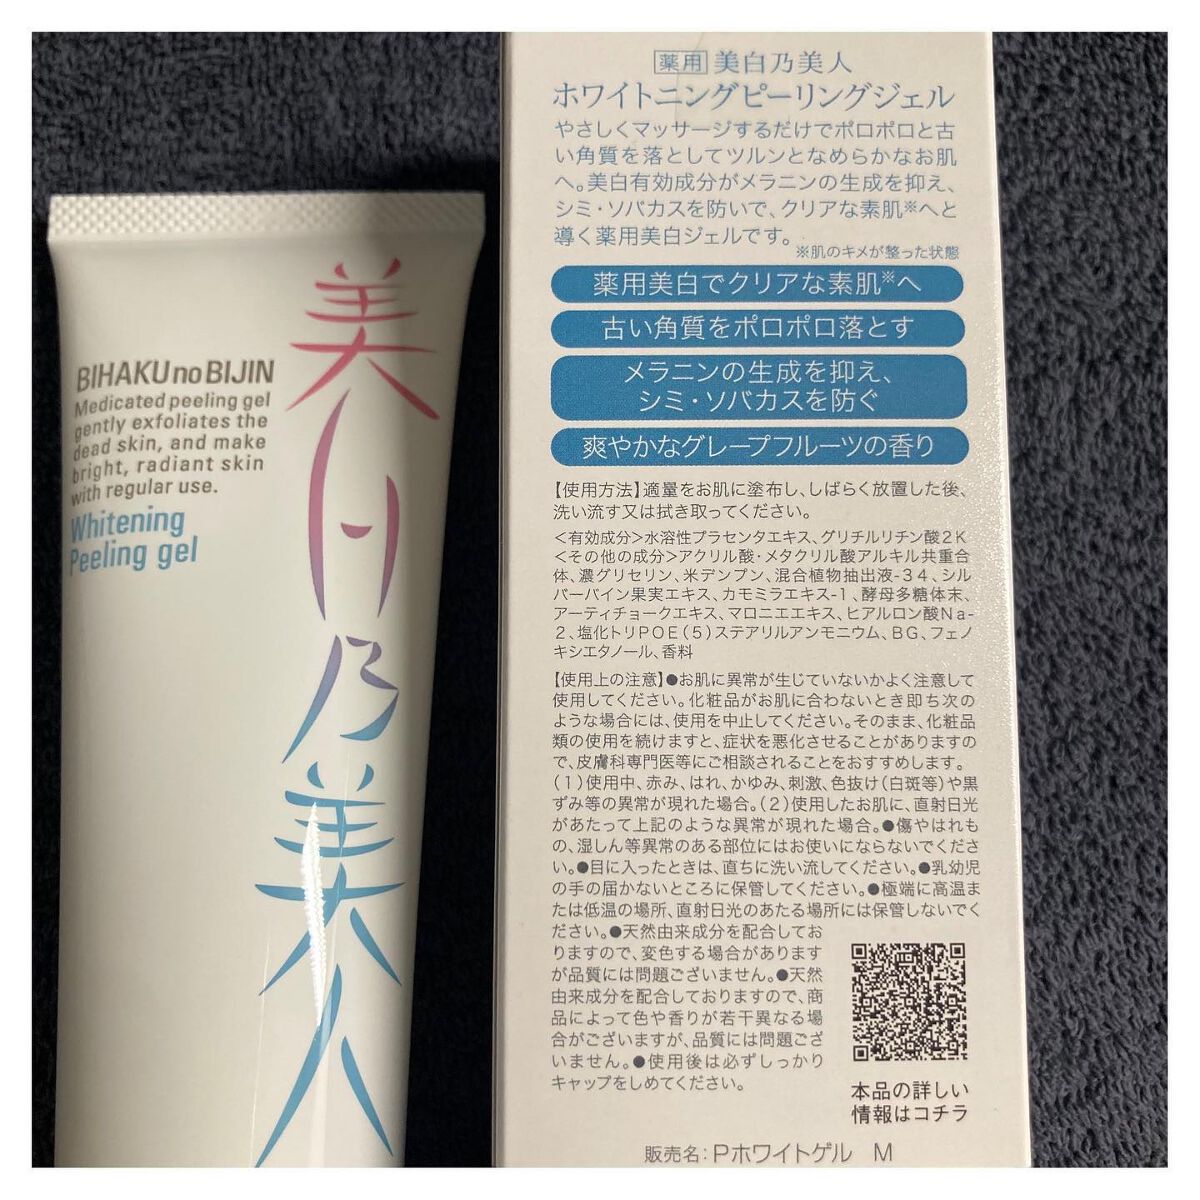 美白乃美人
BIHAKU no BIJIN
Medicated peeling gel
gently exfoliates the
dead skin, and make
bright, radiant skin
with regular use.
Whitening
Peeling gel
薬用 美白乃美人
ホワイトニングピーリングジェル
やさしくマッサージするだけでポロポロと古
い角質を落としてツルンとなめらかなお肌
へ。美白有効成分がメラニンの生成を抑え、
シミ・ソバカスを防いで、クリアな素肌※へと
導く薬用美白ジェルです。
※肌のキメが整った状態
薬用美白でクリアな素肌※へ
古い角質をポロポロ落とす
メラニンの生成を抑え、
シミ・ソバカスを防ぐ
爽やかなグレープフルーツの香り
【使用方法】適量をお肌に塗布し、しばらく放置した後、
洗い流す又は拭き取ってください。
<有効成分>水溶性プラセンタエキス、グリチルリチン酸2K
<その他の成分>アクリル酸・メタクリル酸アルキル共重合
体、濃グリセリン、米デンプン、混合植物抽出液-34、シル
バーバイン果実エキス、カモミラエキス-1、酵母多糖体末、
アーティチョークエキス、マロニエエキス、ヒアルロン酸Na-
2、塩化トリPOE(5)ステアリルアンモニウム、BG、フェノ
キシエタノール、香料
【使用上の注意】●お肌に異常が生じていないかよく注意して
使用してください。化粧品がお肌に合わないとき即ち次の
ような場合には、使用を中止してください。そのまま、化粧品
類の使用を続けますと、症状を悪化させることがありますの
で、皮膚科専門医等にご相談されることをおすすめします。
(1)使用中、赤み、はれ、かゆみ、刺激、色抜け(白斑等)や黒
ずみ等の異常が現れた場合。(2)使用したお肌に、直射日光
があたって上記のような異常が現れた場合。●傷やはれも
の、湿しん等異常のある部位にはお使いにならないでくださ
い。●目に入ったときは、直ちに洗い流してください。●乳幼児
の手の届かないところに保管してください。●極端に高温ま
たは低温の場所、直射日光のあたる場所には保管しないでく
ださい。●天然由来成分を配合してお
りますので、変色する場合があります
が品質には問題ございません。●天然
由来成分を配合しておりますので、商
品によって色や香りが若干異なる場
合がございますが、品質には問題ござ
いません。●使用後は必ずしっかり
キャップをしめてください。
本品の詳しい
情報はコチラ
販売名:Pホワイトゲル M